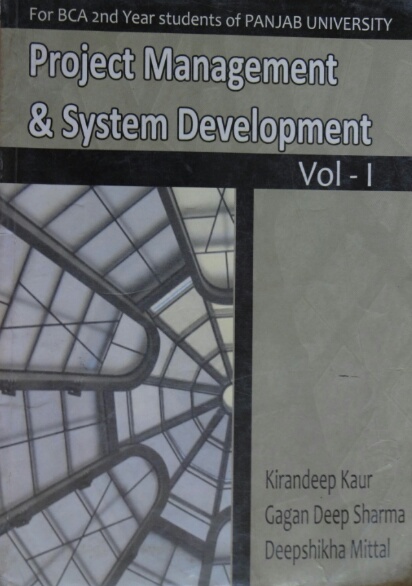 For BCA 2nd Year students of PANJAB UNIVERSITY
Project Management
& System Development
Vol - I
Kirandeep Kaur
Gagan Deep Sharma
Deepshikha Mittal